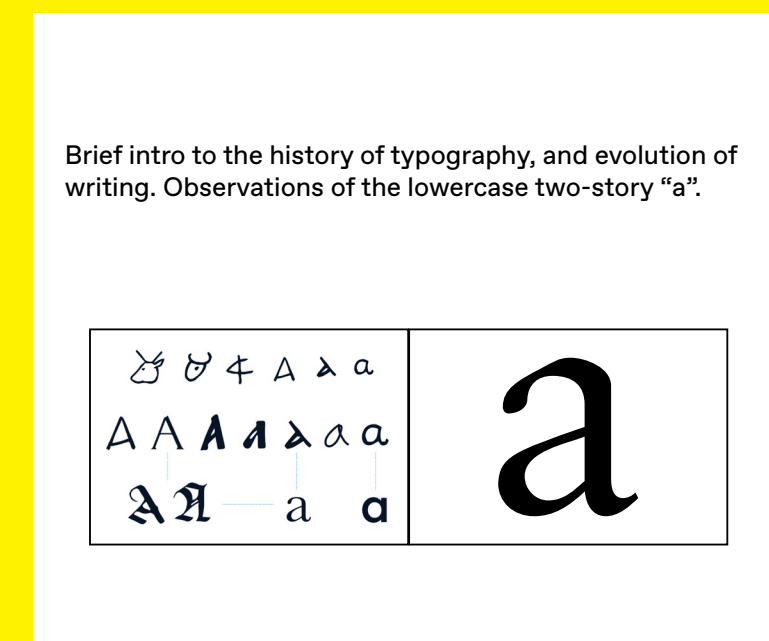 Brief intro to the history of typography, and evolution of
writing. Observations of the lowercase two-story “a”.
A A a
A A A a a a a
A A a a
a